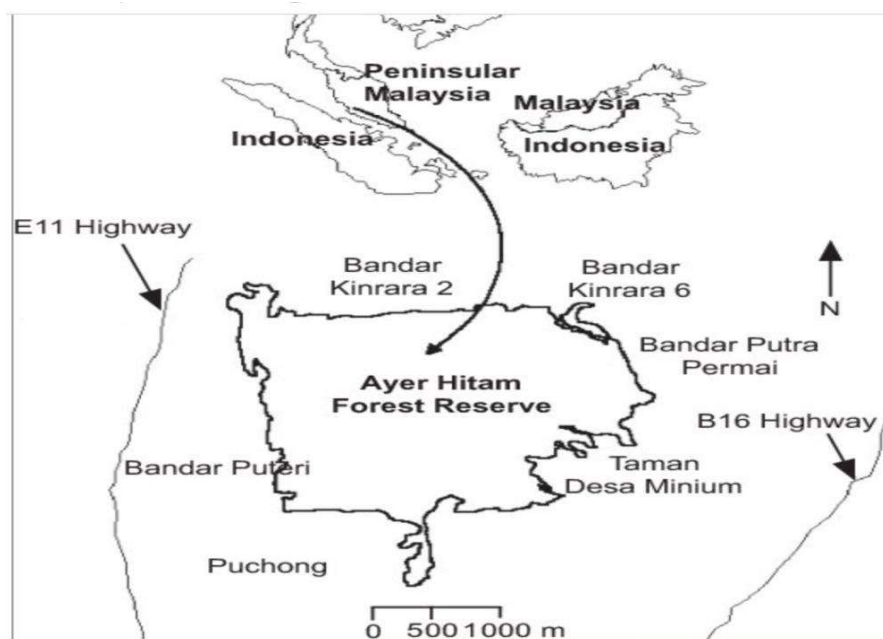 Peninsular
Malaysia
Malaysia
Indonesia
Indonesia
E11 Highway
Bandar
Kinrara 2
Bandar
Kinrara 6
N
Bandar Putra
Permai
Ayer Hitam
Forest Reserve
B16 Highway
Bandar Puteri
Taman
Desa Minium
Puchong
0 500 1000 m